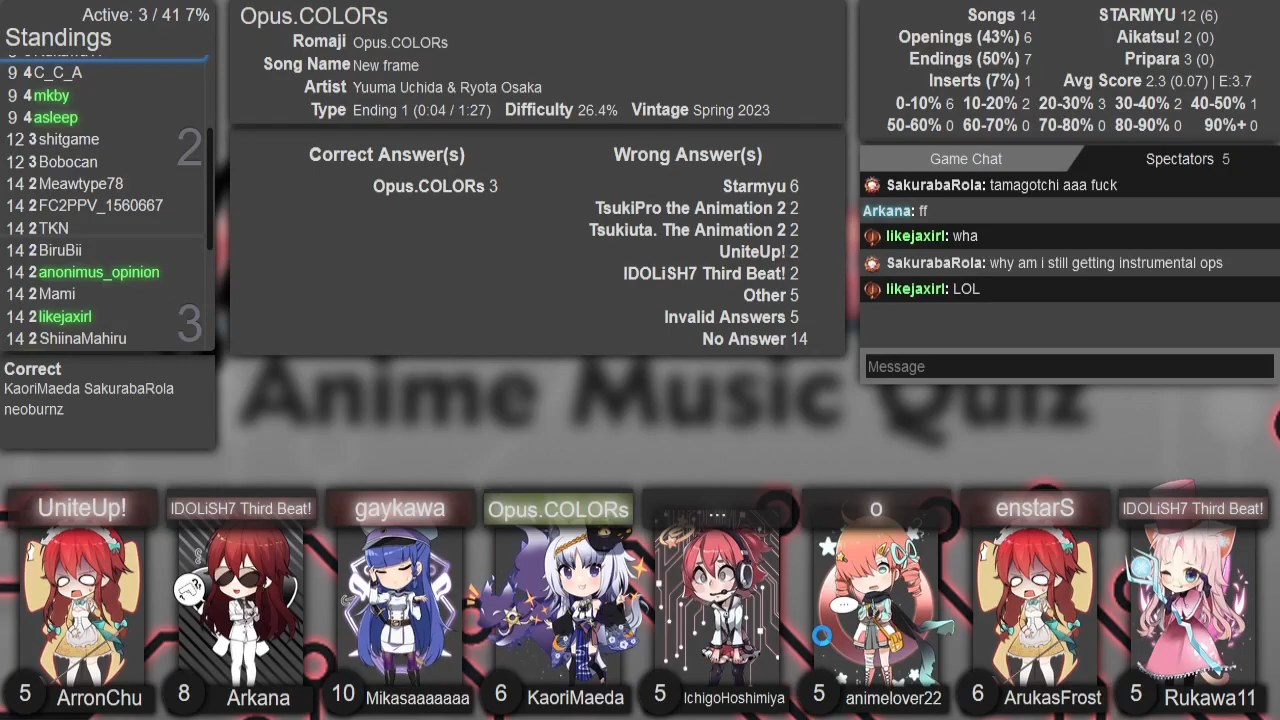 Active: 3 / 41 7%
Standings
9 4 C_C_A
9 4 mkby
9 4 asleep
12 3 shitgame
2
12 3 Bobocan
14 2 Meawtype78
14 2 FC2PPV_1560667
14 2 TKN
14 2 BiruBii
14 2 anonimus_opinion
14 2 Mami
14 2 likejaxirl
3
14 2 ShiinaMahiru
Correct
KaoriMaeda SakurabaRola
neoburnz
Opus.COLORs
Romaji Opus.COLORs
Song Name New frame
Artist Yuuma Uchida & Ryota Osaka
Type Ending 1 (0:04 / 1:27) Difficulty 26.4% Vintage Spring 2023
Correct Answer(s)
Opus.COLORs 3
Wrong Answer(s)
Starmyu 6
TsukiPro the Animation 2 2
Tsukiuta. The Animation 2 2
UniteUp! 2
IDOLiSH7 Third Beat! 2
Other 5
Invalid Answers 5
No Answer 14
Songs 14 STARMYU 12 (6)
Openings (43%) 6 Aikatsu! 2 (0)
Endings (50%) 7 Pripara 3 (0)
Inserts (7%) 1 Avg Score 2.3 (0.07) | E:3.7
0-10% 6 10-20% 2 20-30% 3 30-40% 2 40-50% 1
50-60% 0 60-70% 0 70-80% 0 80-90% 0 90%+ 0
Game Chat Spectators 5
SakurabaRola: tamagotchi aaa fuck
Arkana: ff
likejaxirl: wha
SakurabaRola: why am i still getting instrumental ops
likejaxirl: LOL
Message
Anime Music Quiz
UniteUp! IDOLiSH7 Third Beat! gaykawa Opus.COLORs ... o enstarS IDOLiSH7 Third Beat!
5 ArronChu 8 Arkana 10 Mikasaaaaaaa 6 KaoriMaeda 5 IchigoHoshimiya 5 animelover22 6 ArukasFrost 5 Rukawa11